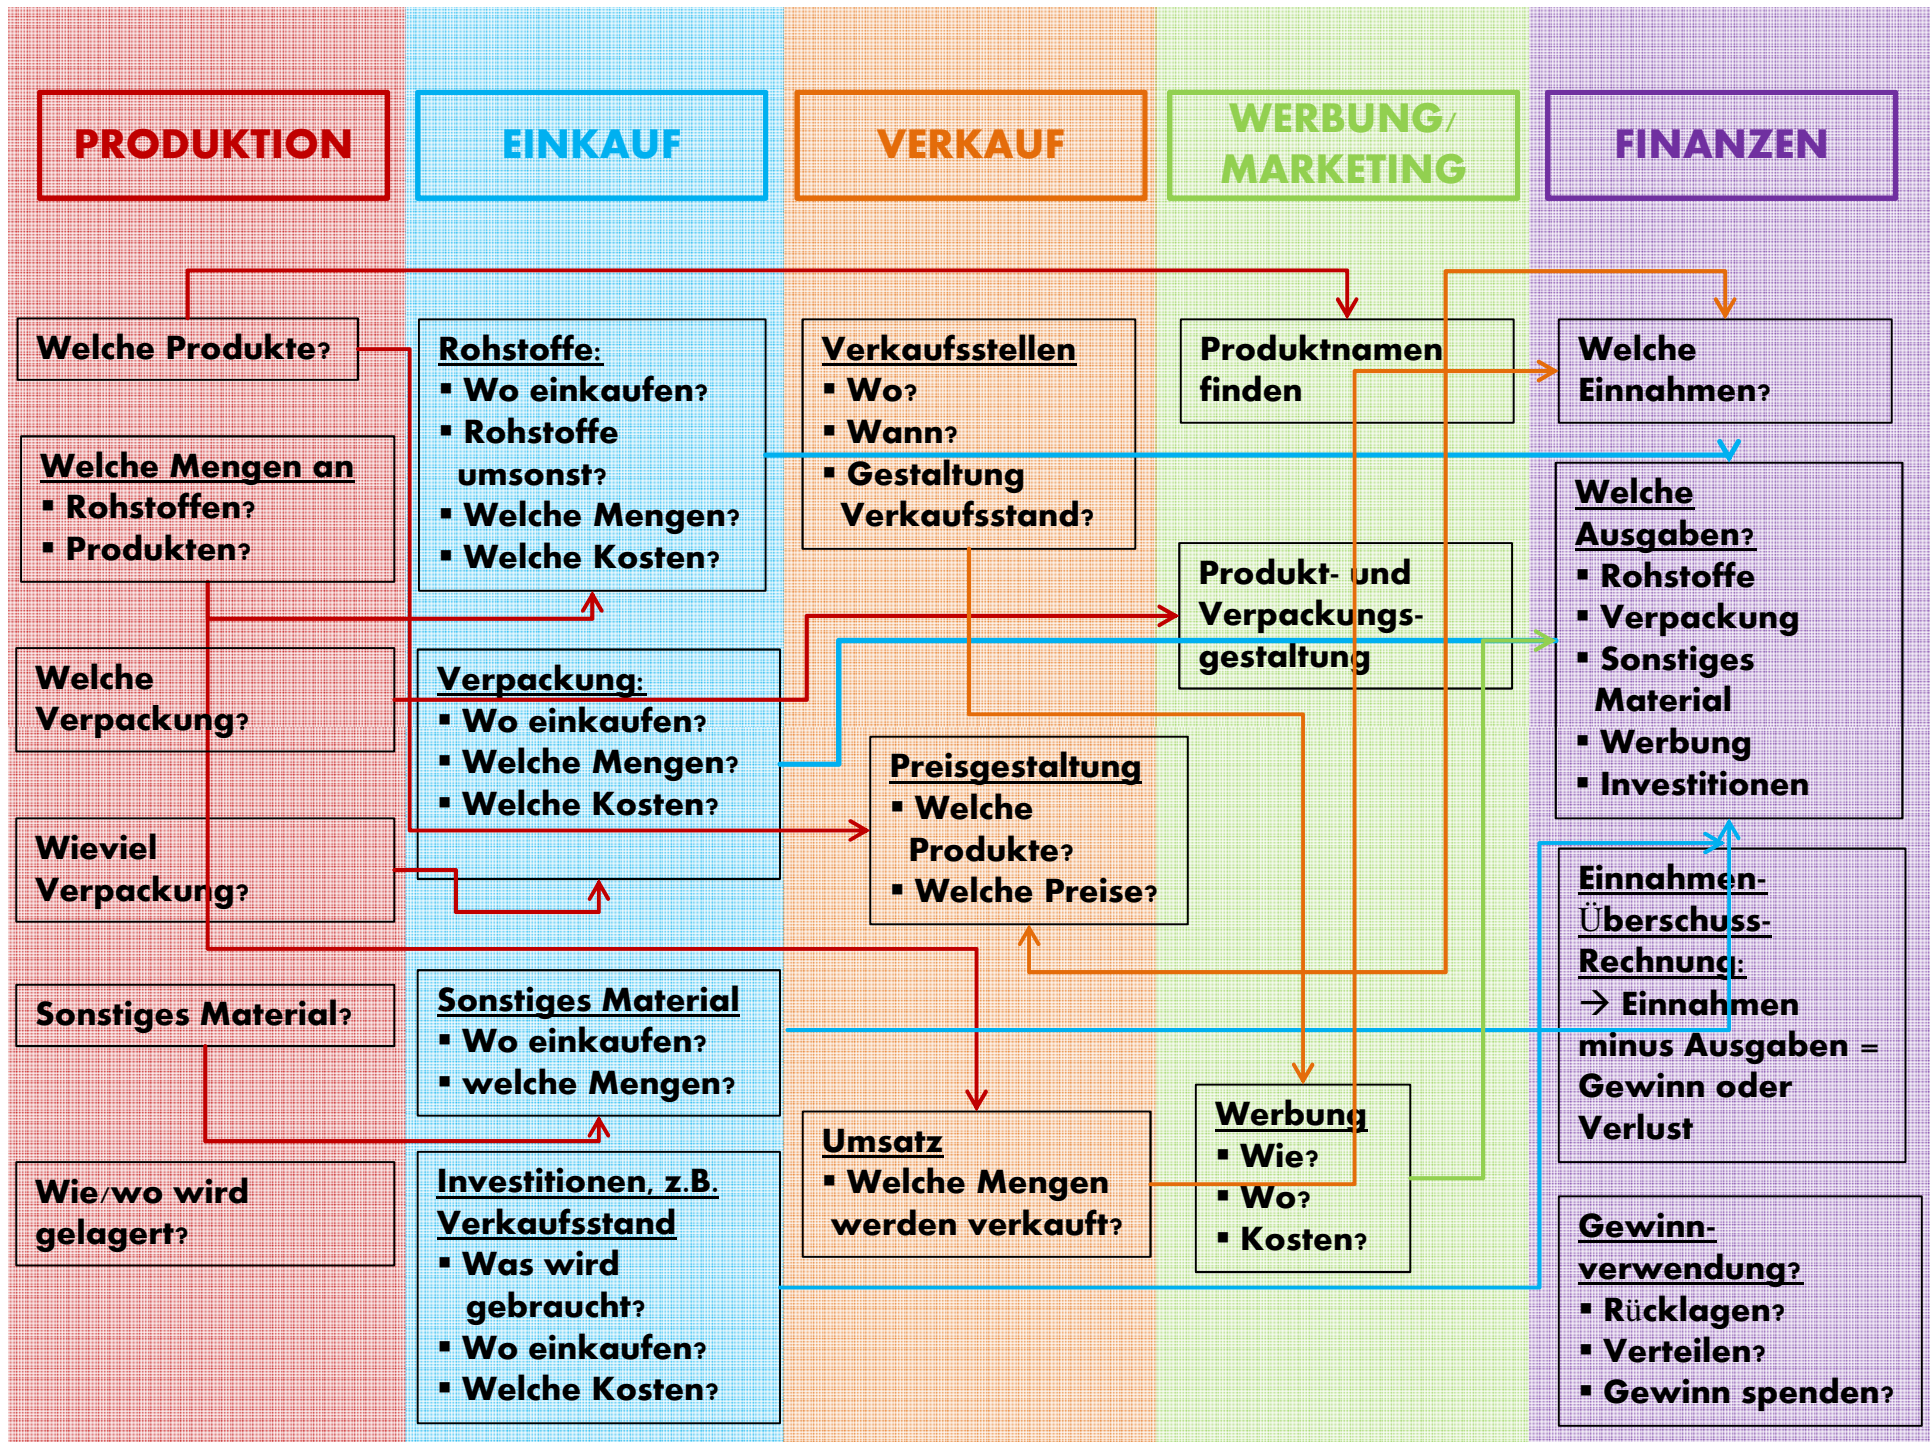 PRODUKTION
EINKAUF
VERKAUF
WERBUNG/
MARKETING
FINANZEN
Welche Produkte?
Welche Mengen an
▪ Rohstoffen?
▪ Produkten?
Welche
Verpackung?
Wieviel
Verpackung?
Sonstiges Material?
Wie/wo wird
gelagert?
Rohstoffe:
▪ Wo einkaufen?
▪ Rohstoffe
umsonst?
▪ Welche Mengen?
▪ Welche Kosten?
Verpackung:
▪ Wo einkaufen?
▪ Welche Mengen?
▪ Welche Kosten?
Sonstiges Material
▪ Wo einkaufen?
▪ welche Mengen?
Investitionen, z.B.
Verkaufsstand
▪ Was wird
gebraucht?
▪ Wo einkaufen?
▪ Welche Kosten?
Verkaufsstellen
▪ Wo?
▪ Wann?
▪ Gestaltung
Verkaufsstand?
Preisgestaltung
▪ Welche
Produkte?
▪ Welche Preise?
Umsatz
▪ Welche Mengen
werden verkauft?
Produktnamen
finden
Produkt- und
Verpackungs-
gestaltung
Werbung
▪ Wie?
▪ Wo?
▪ Kosten?
Welche
Einnahmen?
Welche
Ausgaben?
▪ Rohstoffe
▪ Verpackung
▪ Sonstiges
Material
▪ Werbung
▪ Investitionen
Einnahmen-
Überschuss-
Rechnung:
→ Einnahmen
minus Ausgaben =
Gewinn oder
Verlust
Gewinn-
verwendung?
▪ Rücklagen?
▪ Verteilen?
▪ Gewinn spenden?